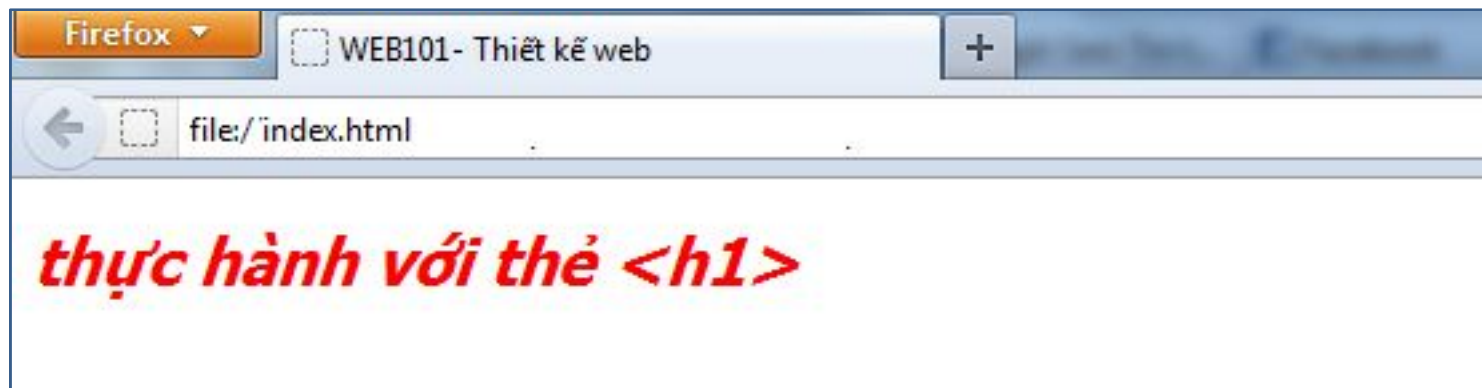 Firefox
WEB101- Thiết kế web
file:/ index.html
thực hành với thẻ <h1>